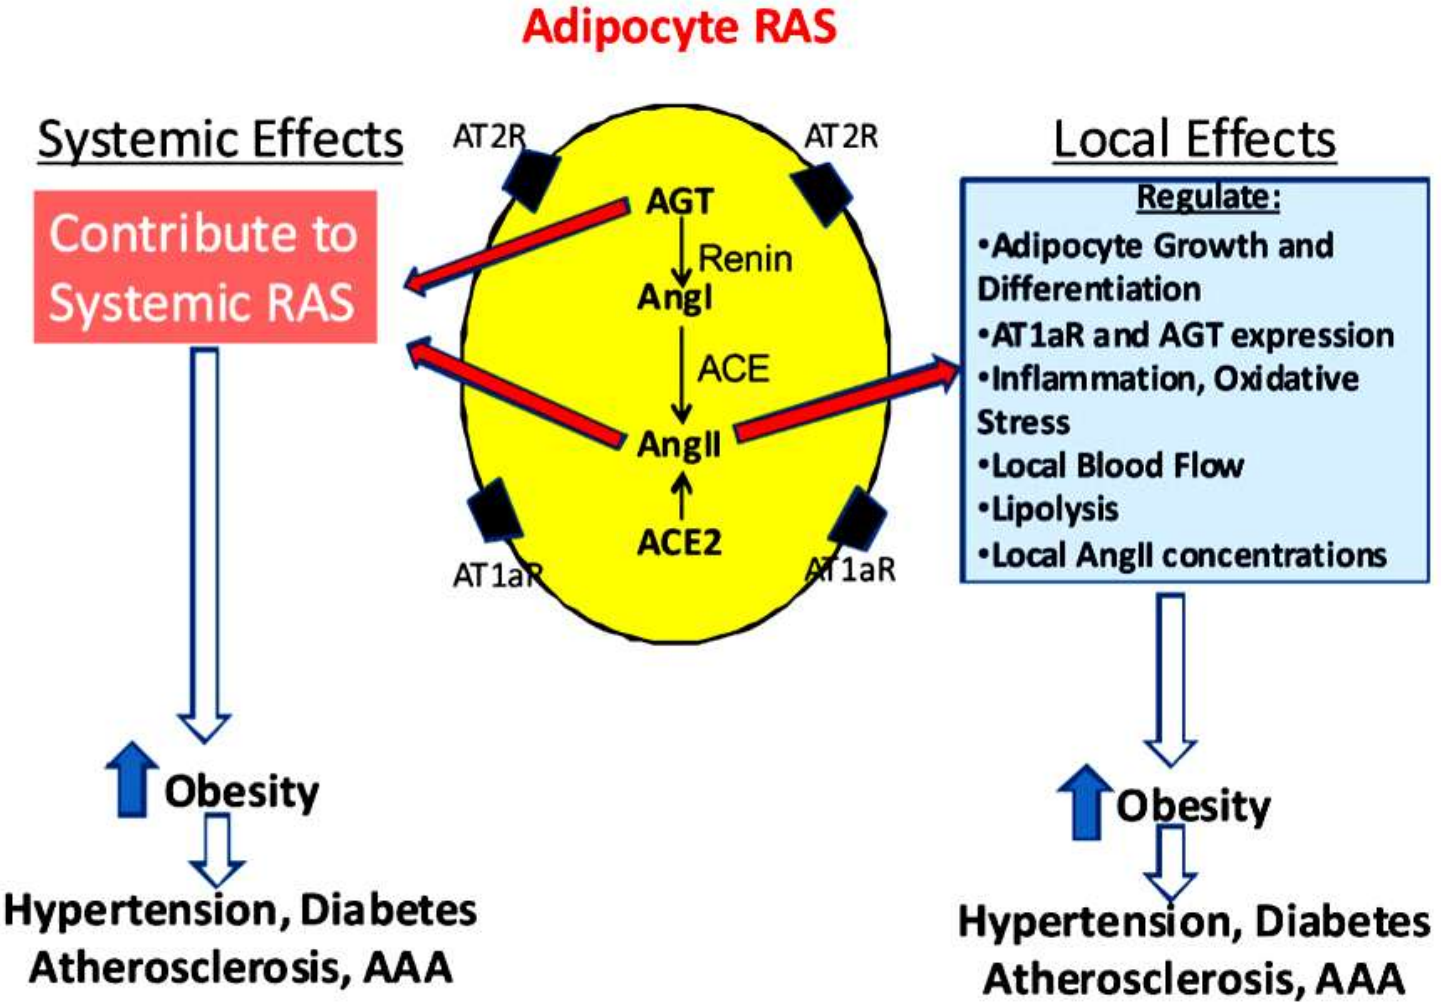 Adipocyte RAS
Systemic Effects
Contribute to
Systemic RAS
Obesity
Hypertension, Diabetes
Atherosclerosis, AAA
AT2R
AT2R
AGT
Renin
AngI
ACE
AngII
ACE2
AT1aR
AT1aR
Local Effects
Regulate:
•Adipocyte Growth and
Differentiation
•AT1aR and AGT expression
•Inflammation, Oxidative
Stress
•Local Blood Flow
•Lipolysis
•Local AngII concentrations
Obesity
Hypertension, Diabetes
Atherosclerosis, AAA